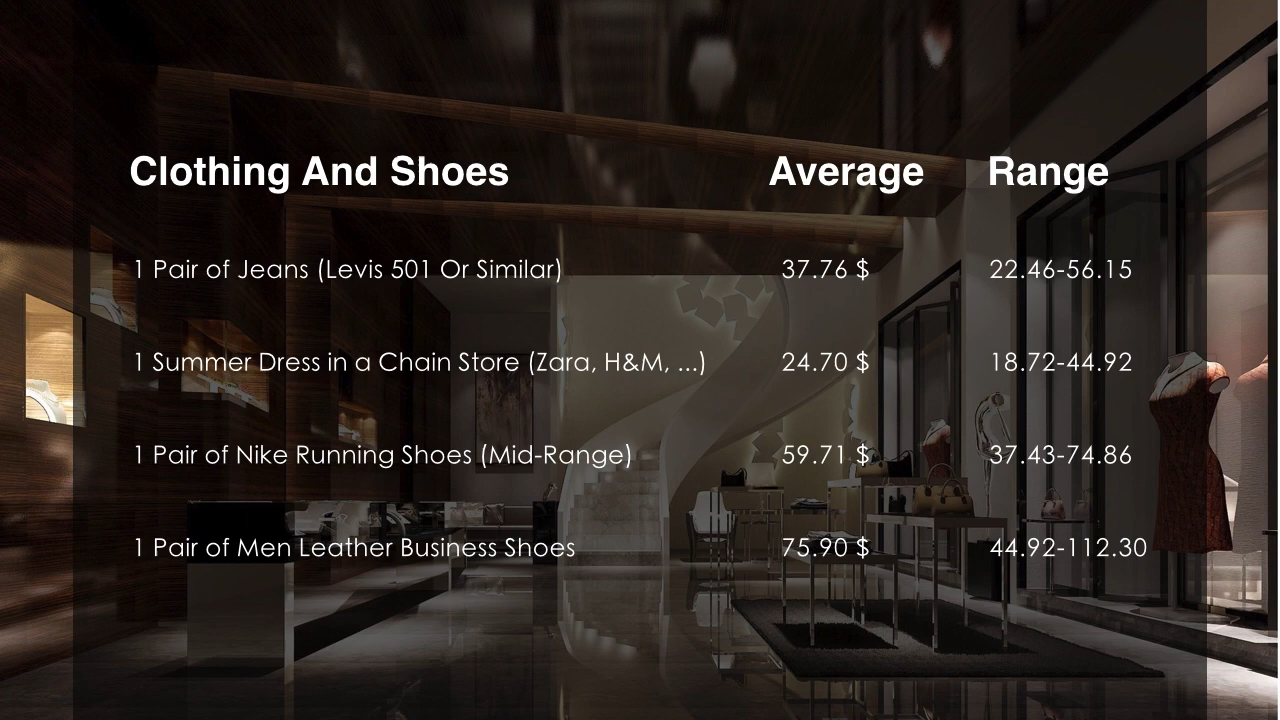 Clothing And Shoes Average Range
1 Pair of Jeans (Levis 501 Or Similar) 37.76 $ 22.46-56.15
1 Summer Dress in a Chain Store (Zara, H&M, ...) 24.70 $ 18.72-44.92
1 Pair of Nike Running Shoes (Mid-Range) 59.71 $ 37.43-74.86
1 Pair of Men Leather Business Shoes 75.90 $ 44.92-112.30